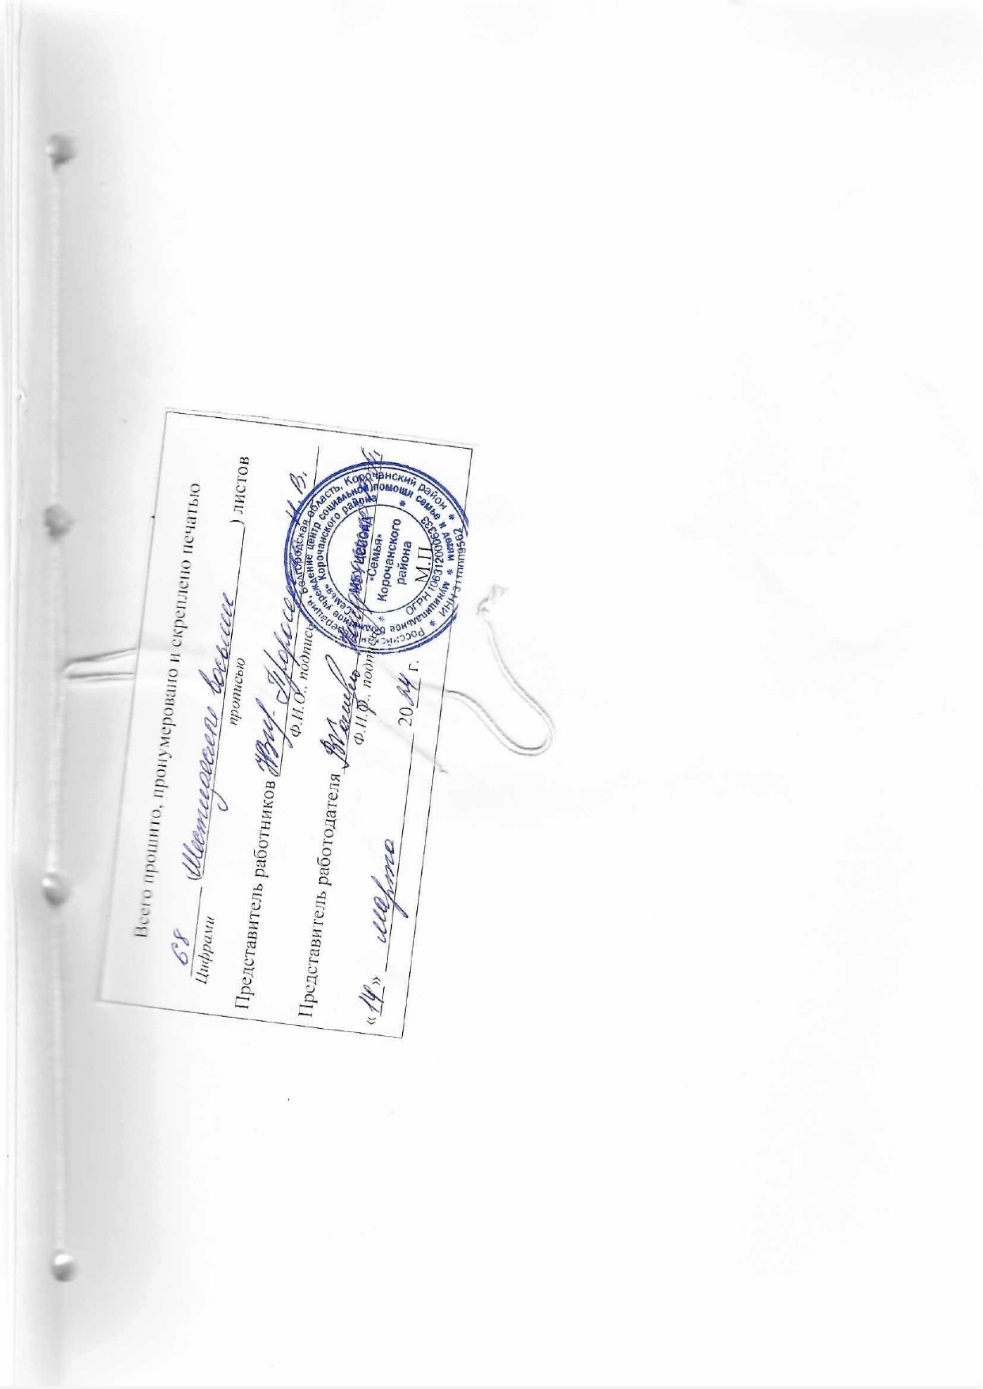 Всего прошито, пронумеровано и скреплено печатью
68 (Шестьдесят восемь) листов
Цифрами прописью
Представитель работников Н.В.
Ф.И.О., подпись
Представитель работодателя
Ф.И.О., подпись
М.П
«14» марта 2024 г.
Российская Федерация, Белгородская область, Корочанский район
муниципальное бюджетное учреждение центр социальной помощи семье и детям
«Семья» Корочанского района
ОГРН 1063120006333
«Семья»
Корочанского
района